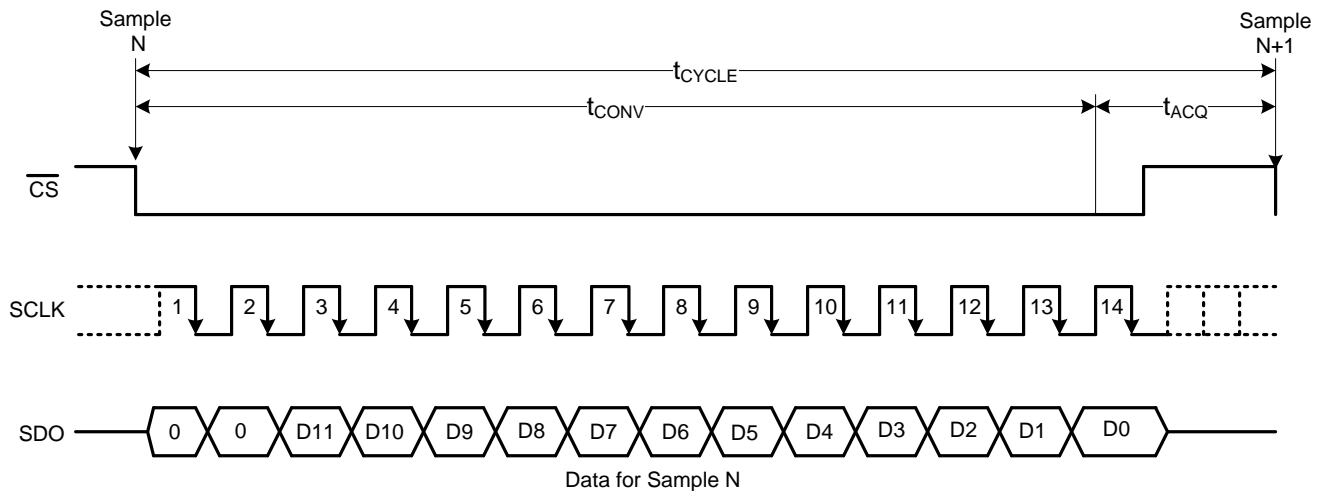 Sample
N
Sample
N+1
tCYCLE
tCONV
tACQ
CS
SCLK
1 2 3 4 5 6 7 8 9 10 11 12 13 14
SDO
0 0 D11 D10 D9 D8 D7 D6 D5 D4 D3 D2 D1 D0
Data for Sample N